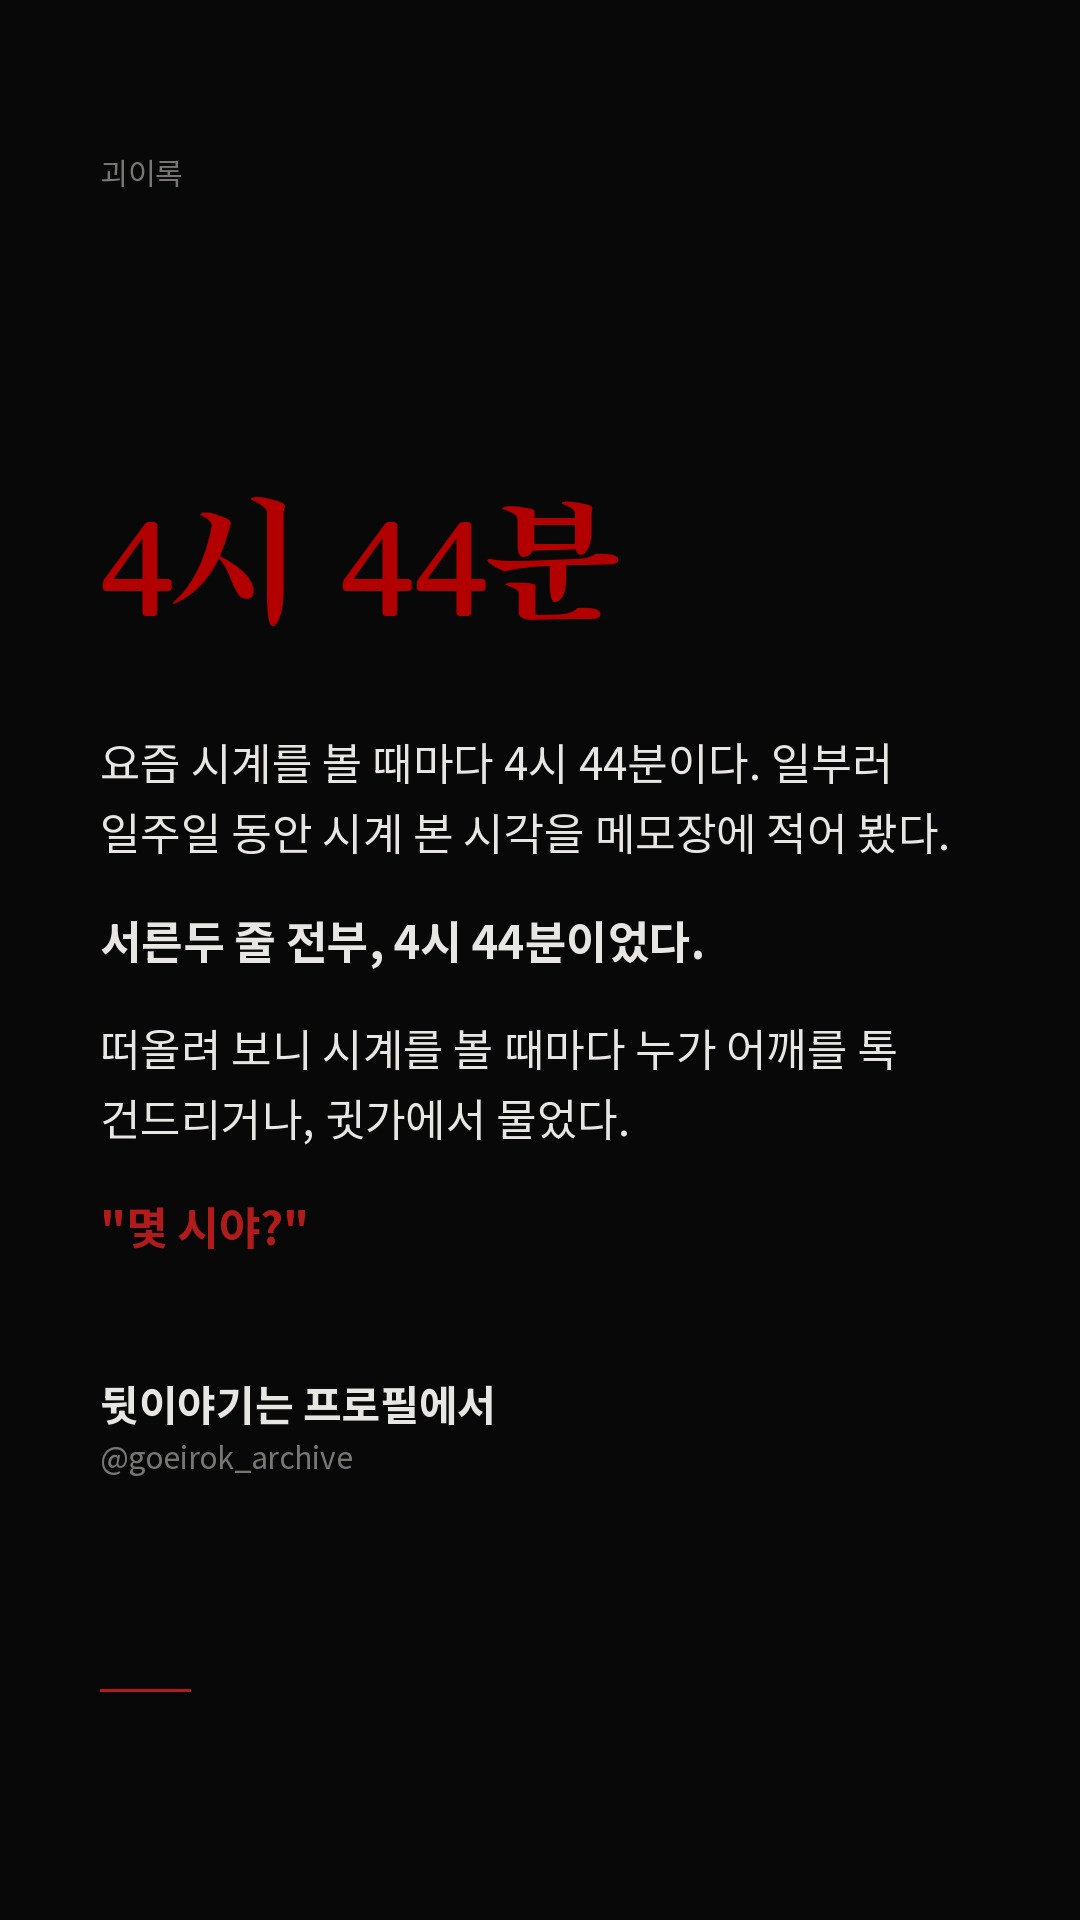 괴이록
4시 44분
요즘 시계를 볼 때마다 4시 44분이다. 일부러
일주일 동안 시계 본 시각을 메모장에 적어 봤다.
서른두 줄 전부, 4시 44분이었다.
떠올려 보니 시계를 볼 때마다 누가 어깨를 톡
건드리거나, 귓가에서 물었다.
"몇 시야?"
뒷이야기는 프로필에서
@goeirok_archive